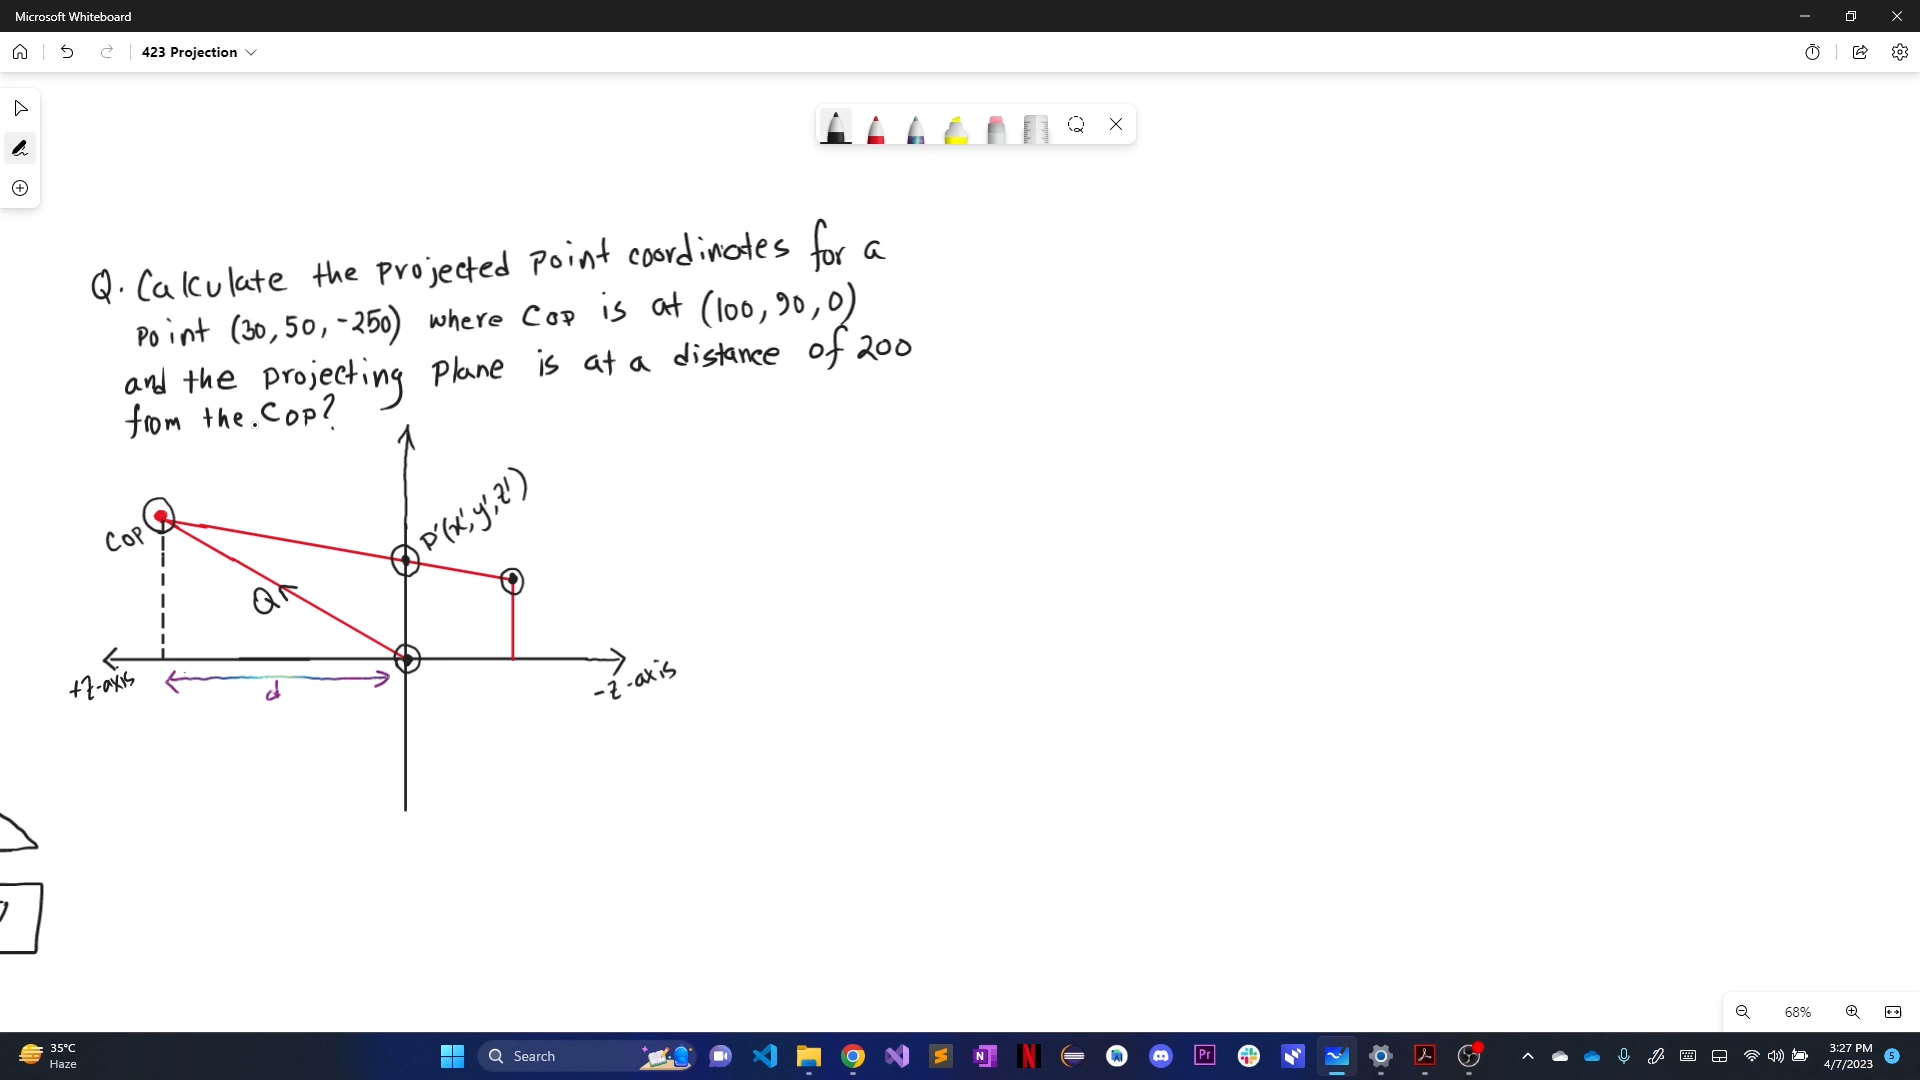 Microsoft Whiteboard
423 Projection
Q. Calculate the projected point coordinates for a
point (30, 50, -250) where COP is at (100, 90, 0)
and the projecting plane is at a distance of 200
from the COP?
P'(x', y', z')
COP
Q
+z-axis
d
-z-axis
68%
35°C
Haze
Search
Pr
N
3:27 PM
4/7/2023
5